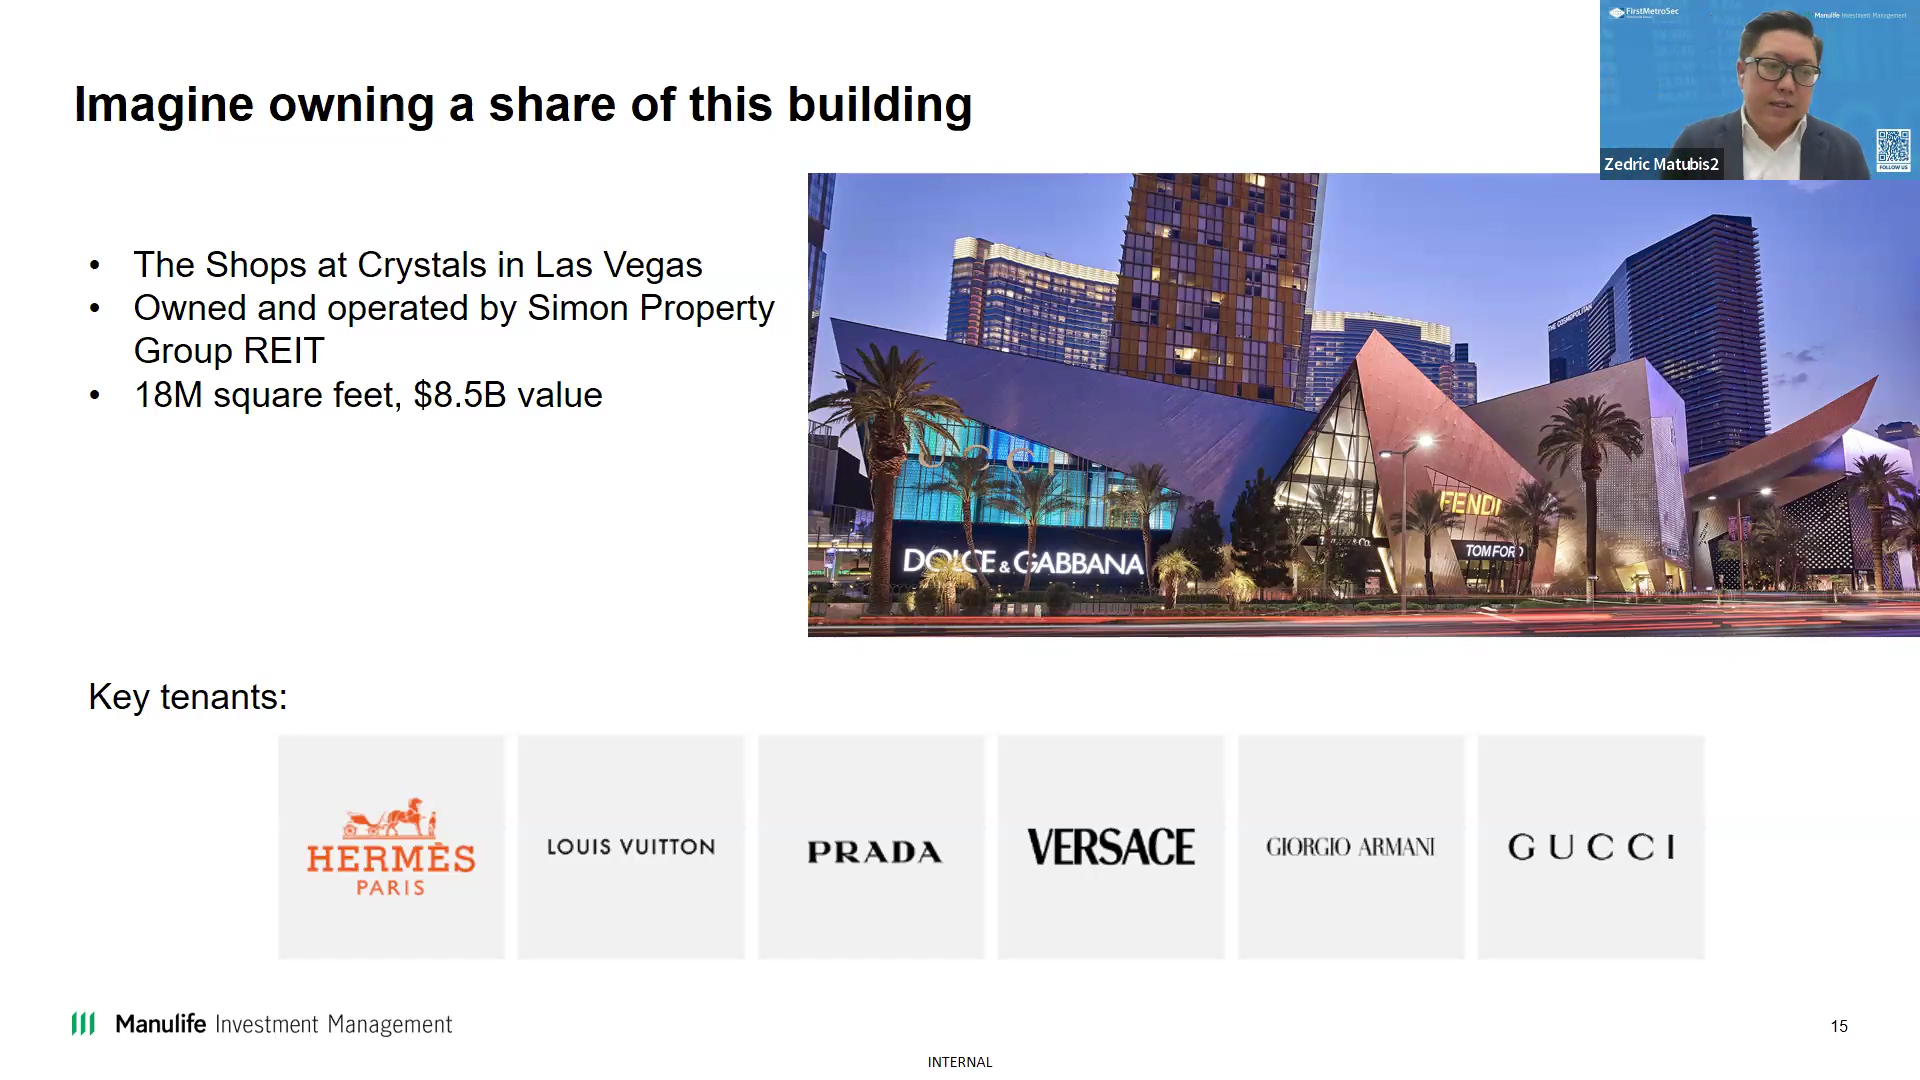 FirstMetroSec
Manulife Investment Management
Imagine owning a share of this building
Zedric Matubis2
FOLLOW US
• The Shops at Crystals in Las Vegas
• Owned and operated by Simon Property
Group REIT
• 18M square feet, $8.5B value
THE COSMOPOLITAN
GUCCI
FENDI
DOLCE & GABBANA
TOM FORD
Key tenants:
HERMÈS
PARIS
LOUIS VUITTON
PRADA
VERSACE
GIORGIO ARMANI
GUCCI
Manulife Investment Management
15
INTERNAL